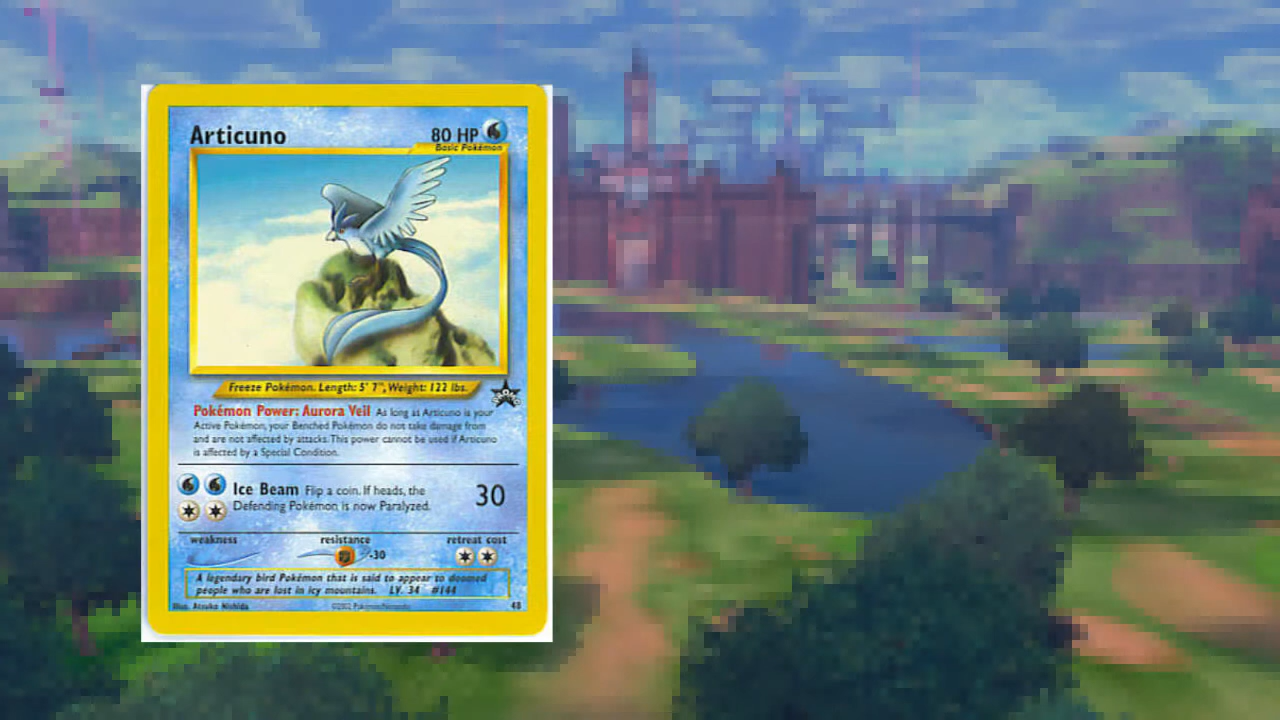 Articuno 80 HP
Basic Pokémon
Freeze Pokémon. Length: 5' 7", Weight: 122 lbs.
PROMO
Pokémon Power: Aurora Veil As long as Articuno is your
Active Pokémon, your Benched Pokémon do not take damage from
and are not affected by attacks. This power cannot be used if Articuno
is affected by a Special Condition.
Ice Beam Flip a coin. If heads, the 30
Defending Pokémon is now Paralyzed.
weakness resistance retreat cost
-30
A legendary bird Pokémon that is said to appear to doomed
people who are lost in icy mountains. LV. 34 #144
Illus. Atsuko Nishida ©2002 Pokémon/Nintendo 48